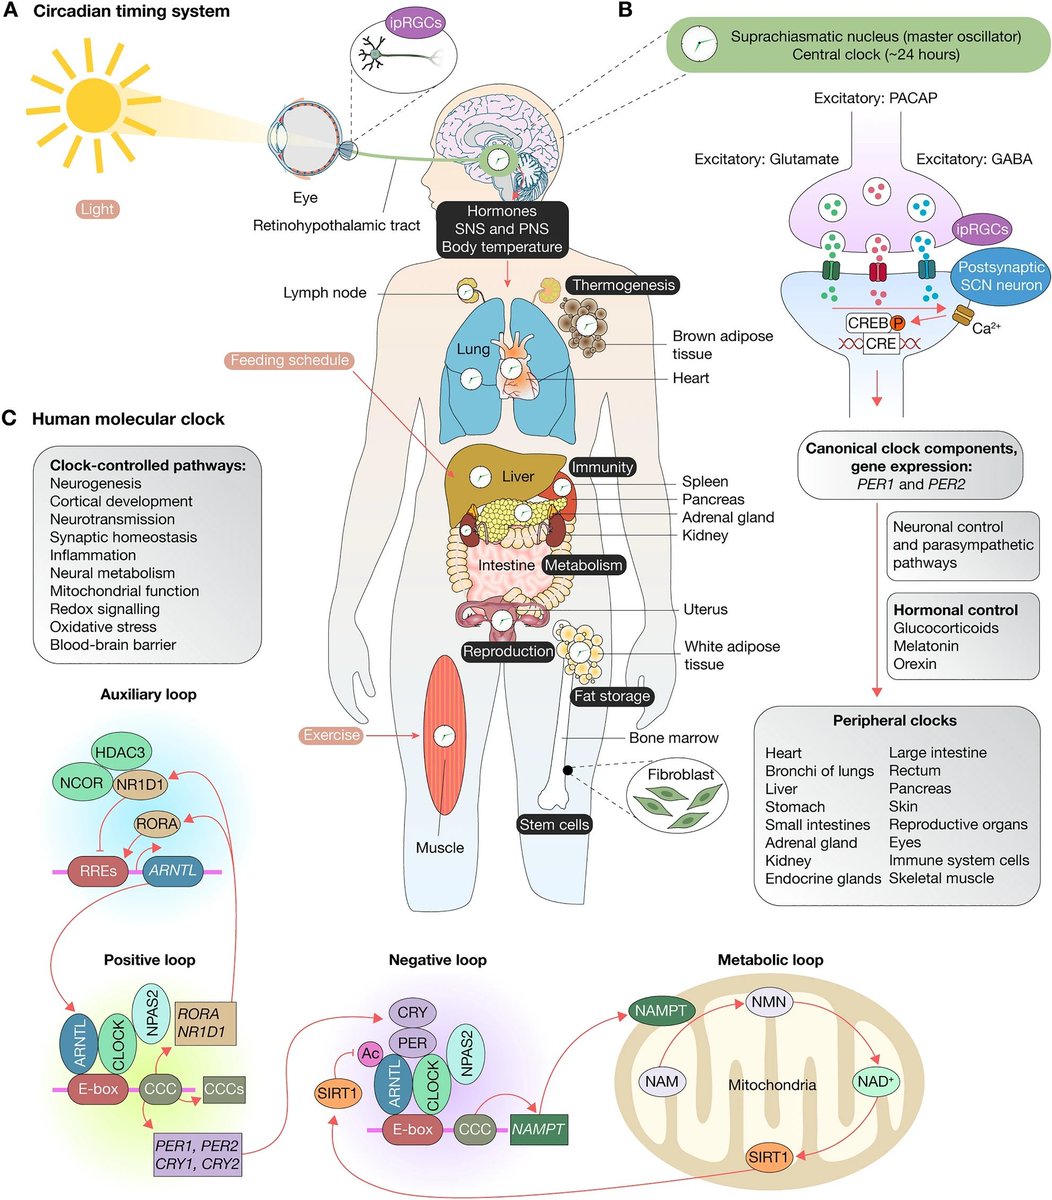 A Circadian timing system
ipRGCs
Light
Eye
Retinohypothalamic tract
Hormones
SNS and PNS
Body temperature
Lymph node
Thermogenesis
Lung
Brown adipose
tissue
Heart
Feeding schedule
Liver
Immunity
Spleen
Pancreas
Adrenal gland
Kidney
Intestine
Metabolism
Uterus
Reproduction
White adipose
tissue
Fat storage
Exercise
Bone marrow
Fibroblast
Stem cells
Muscle
B
Suprachiasmatic nucleus (master oscillator)
Central clock (~24 hours)
Excitatory: PACAP
Excitatory: Glutamate
Excitatory: GABA
ipRGCs
Postsynaptic
SCN neuron
CREB P
CRE
Ca2+
Canonical clock components,
gene expression:
PER1 and PER2
Neuronal control
and parasympathetic
pathways
Hormonal control
Glucocorticoids
Melatonin
Orexin
Peripheral clocks
Heart
Bronchi of lungs
Liver
Stomach
Small intestines
Adrenal gland
Kidney
Endocrine glands
Large intestine
Rectum
Pancreas
Skin
Reproductive organs
Eyes
Immune system cells
Skeletal muscle
C Human molecular clock
Clock-controlled pathways:
Neurogenesis
Cortical development
Neurotransmission
Synaptic homeostasis
Inflammation
Neural metabolism
Mitochondrial function
Redox signalling
Oxidative stress
Blood-brain barrier
Auxiliary loop
HDAC3
NCOR
NR1D1
RORA
RREs
ARNTL
Positive loop
ARNTL
CLOCK
NPAS2
RORA
NR1D1
E-box
CCC
CCCs
PER1, PER2
CRY1, CRY2
Negative loop
CRY
PER
Ac
SIRT1
ARNTL
CLOCK
NPAS2
E-box
CCC
NAMPT
Metabolic loop
NAMPT
NMN
NAM
Mitochondria
NAD+
SIRT1